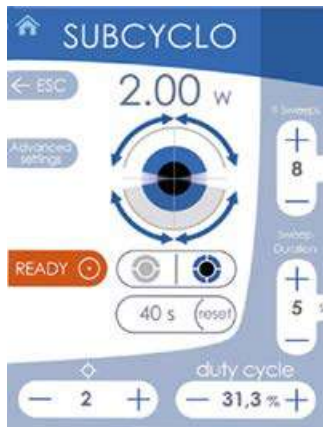 SUBCYCLO
← ESC
2.00 W
# Sweeps
+
8
−
Advanced
settings
Sweep
Duration
+
5
−
READY
40 s (reset)
duty cycle
− 2 +
− 31,3 % +